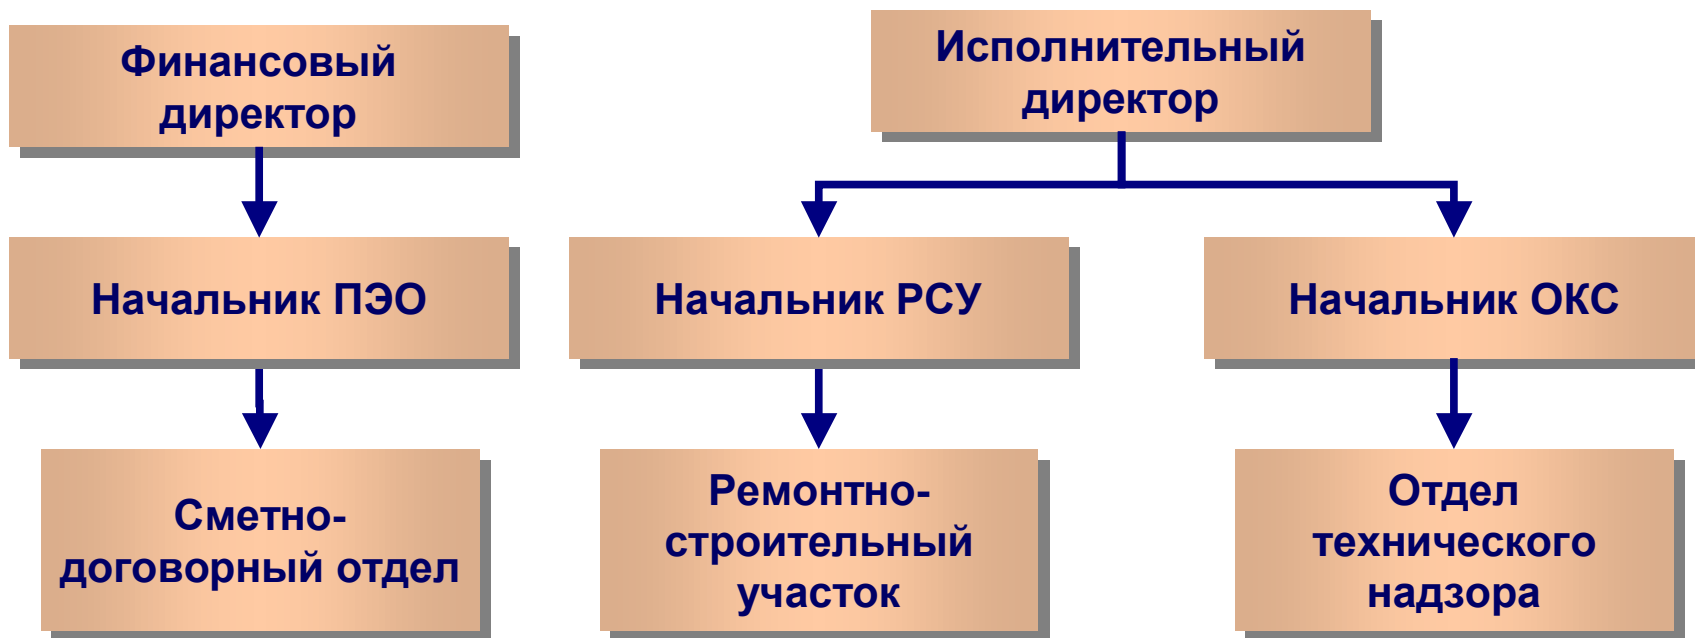 Финансовый
директор
Исполнительный
директор
Начальник ПЭО
Начальник РСУ
Начальник ОКС
Сметно-
договорный отдел
Ремонтно-
строительный
участок
Отдел
технического
надзора